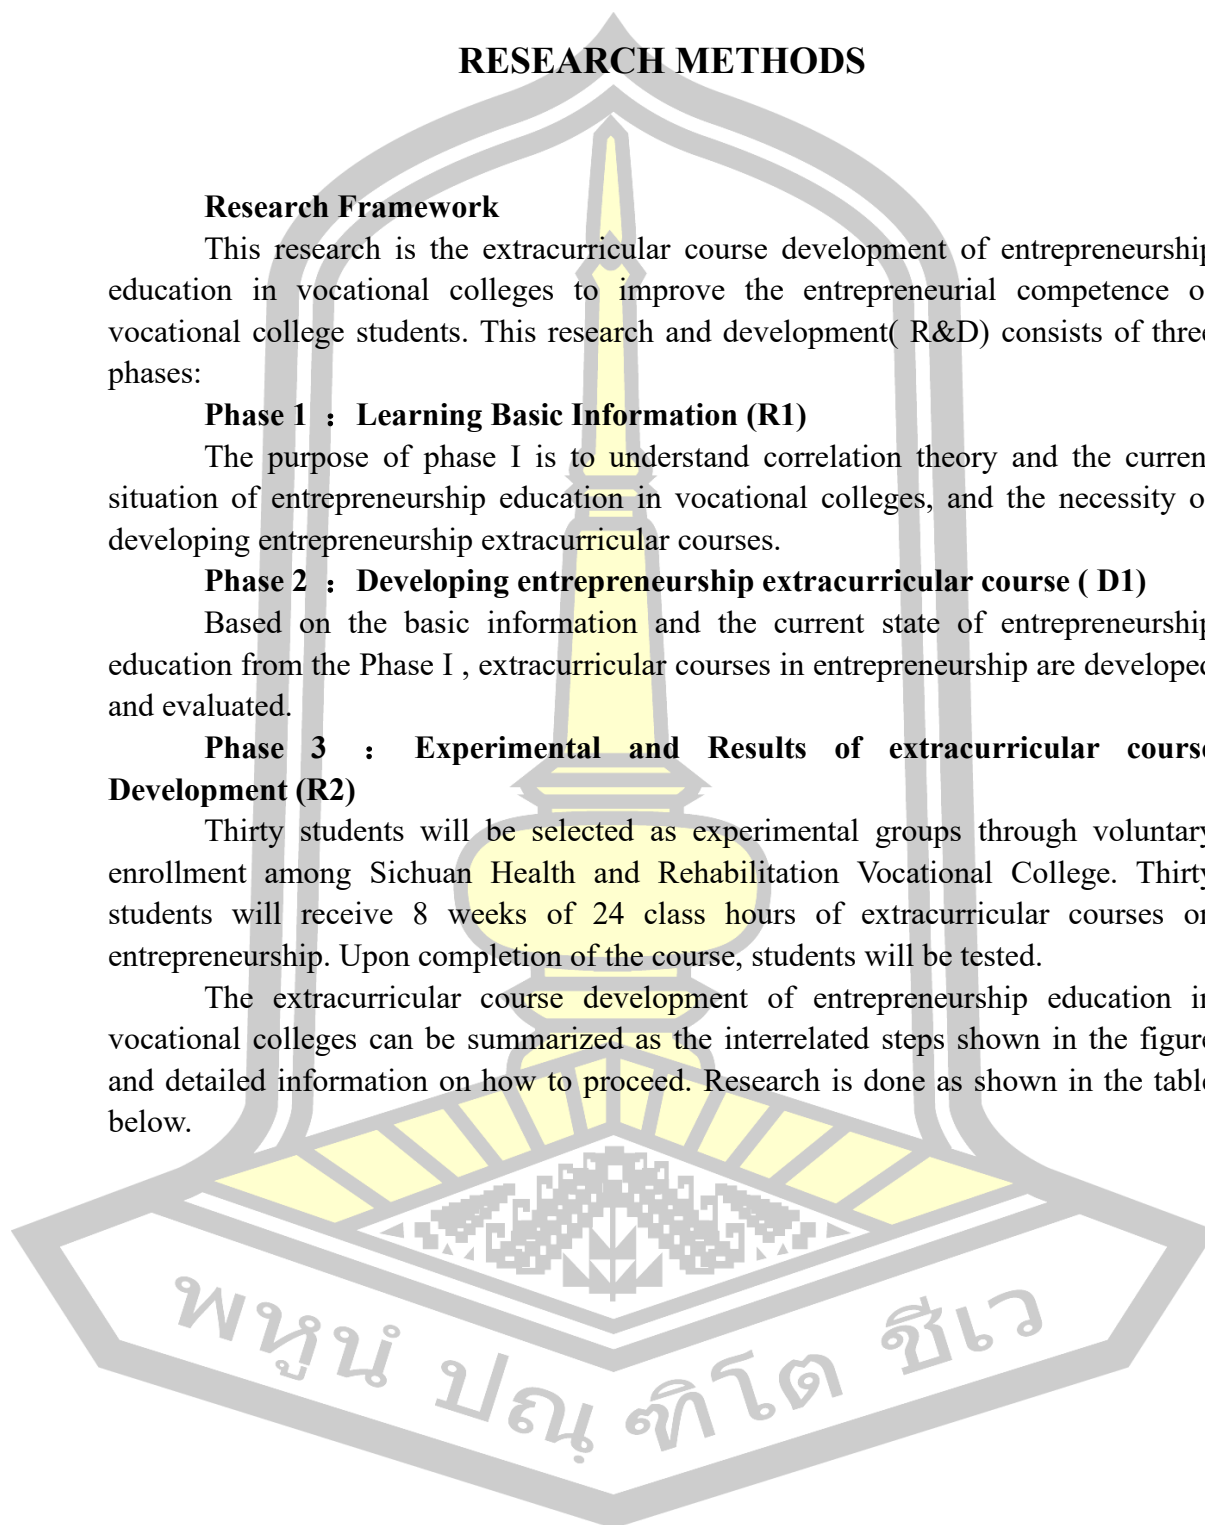 RESEARCH METHODS
Research Framework
This research is the extracurricular course development of entrepreneurship
education in vocational colleges to improve the entrepreneurial competence o
vocational college students. This research and development( R&D) consists of three
phases:
Phase 1 ：Learning Basic Information (R1)
The purpose of phase I is to understand correlation theory and the curren
situation of entrepreneurship education in vocational colleges, and the necessity o
developing entrepreneurship extracurricular courses.
Phase 2 ：Developing entrepreneurship extracurricular course ( D1)
Based on the basic information and the current state of entrepreneurship
education from the Phase I , extracurricular courses in entrepreneurship are developed
and evaluated.
Phase 3 ：Experimental and Results of extracurricular course
Development (R2)
Thirty students will be selected as experimental groups through voluntary
enrollment among Sichuan Health and Rehabilitation Vocational College. Thirty
students will receive 8 weeks of 24 class hours of extracurricular courses on
entrepreneurship. Upon completion of the course, students will be tested.
The extracurricular course development of entrepreneurship education in
vocational colleges can be summarized as the interrelated steps shown in the figure
and detailed information on how to proceed. Research is done as shown in the table
below.
พหูนํ ปณฺฑิโต ชีเว